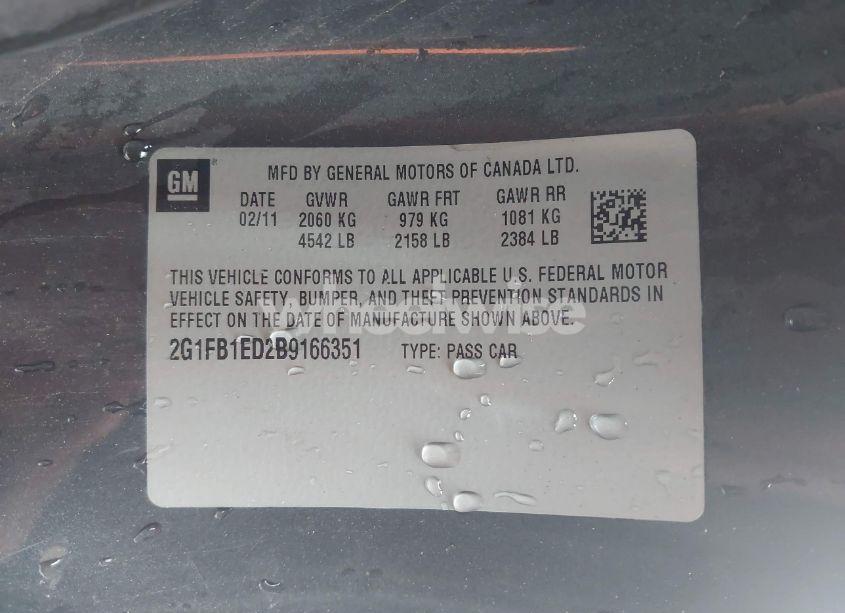 GM
MFD BY GENERAL MOTORS OF CANADA LTD.
DATE GVWR GAWR FRT GAWR RR
02/11 2060 KG 979 KG 1081 KG
4542 LB 2158 LB 2384 LB
THIS VEHICLE CONFORMS TO ALL APPLICABLE U.S. FEDERAL MOTOR
VEHICLE SAFETY, BUMPER, AND THEFT PREVENTION STANDARDS IN
EFFECT ON THE DATE OF MANUFACTURE SHOWN ABOVE.
wheelwise
2G1FB1ED2B9166351 TYPE: PASS CAR